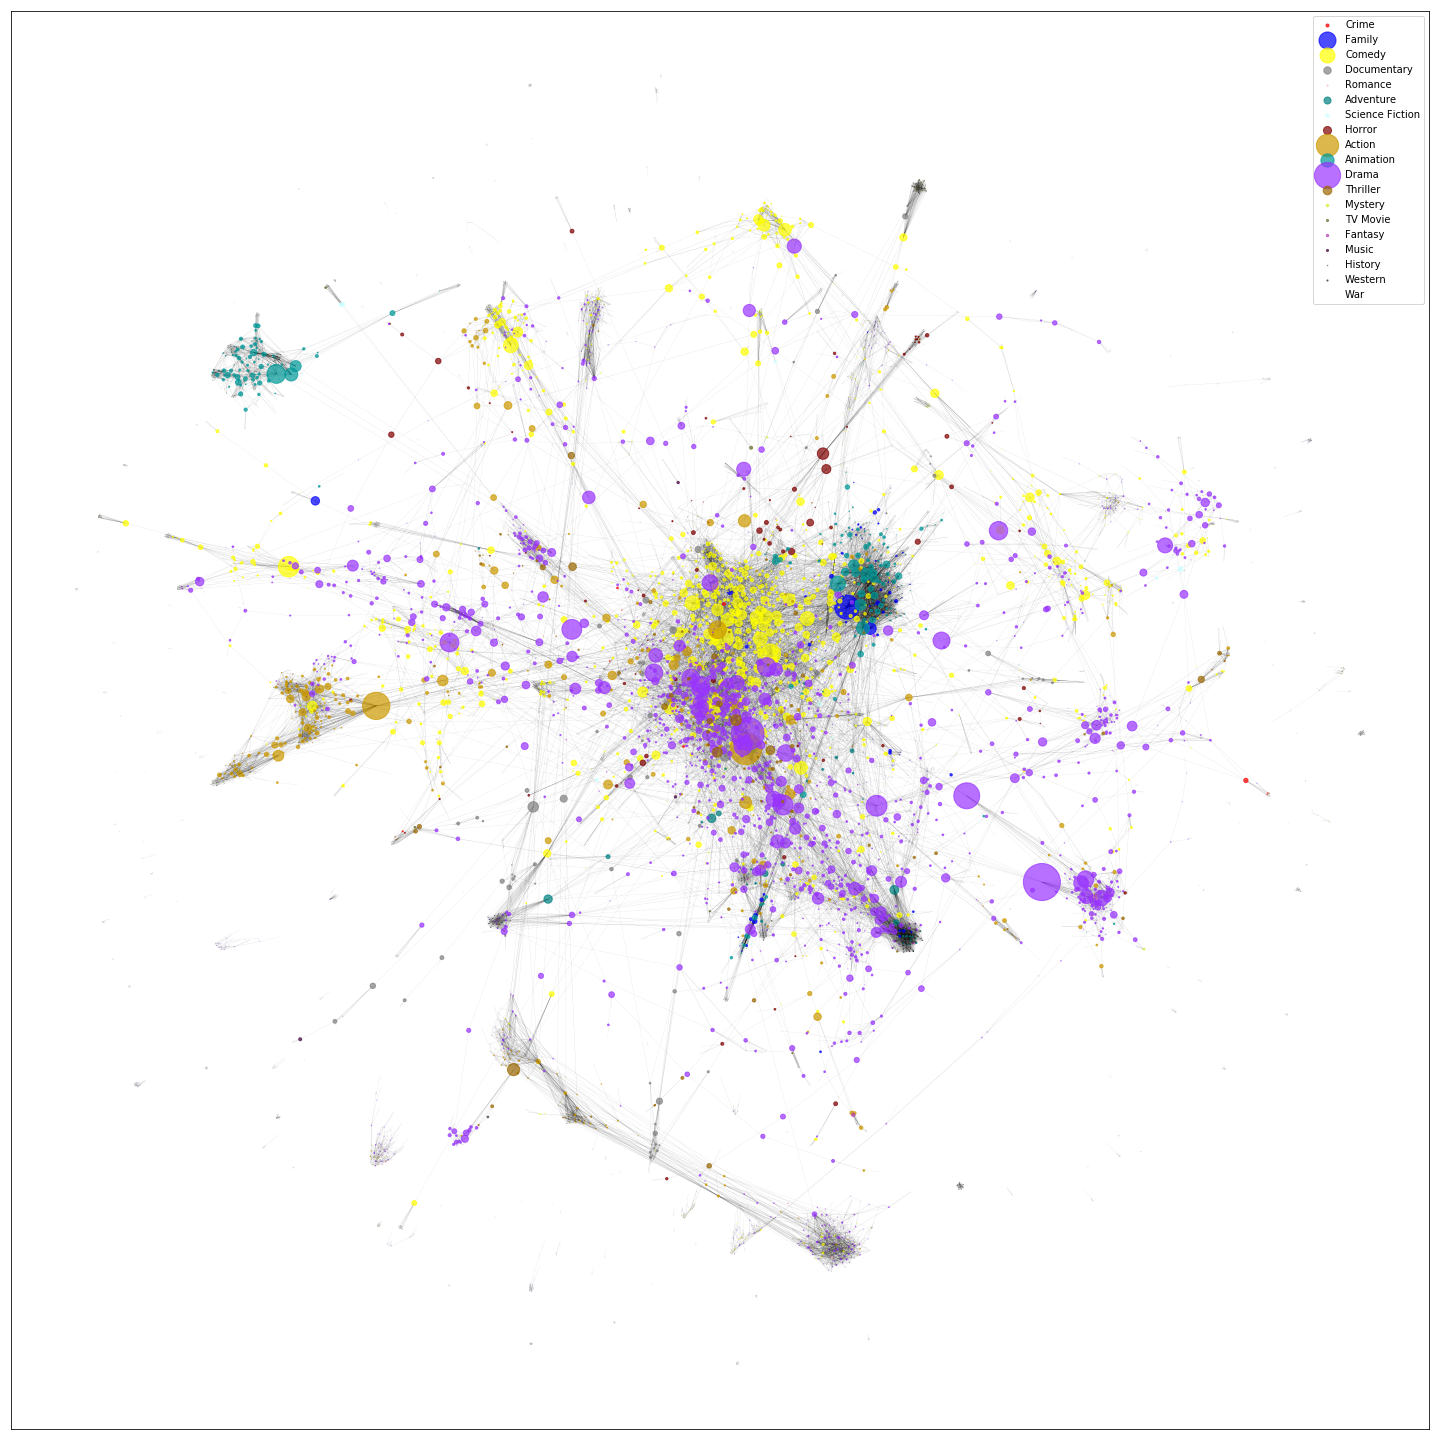 Crime
Family
Comedy
Documentary
Romance
Adventure
Science Fiction
Horror
Action
Animation
Drama
Thriller
Mystery
TV Movie
Fantasy
Music
History
Western
War